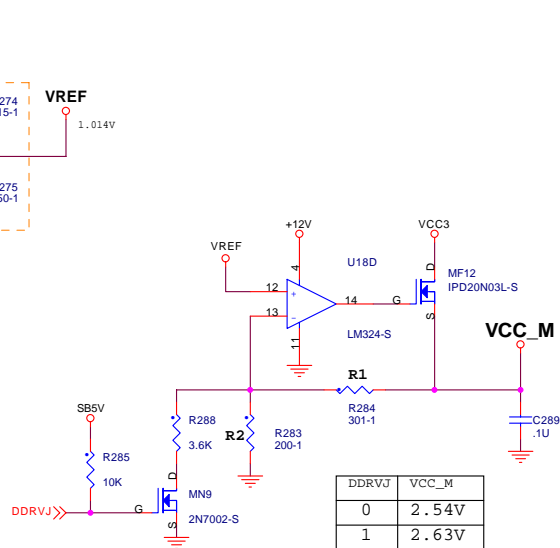 274
VREF
15-1
1.014V
275
50-1
+12V
VCC3
VREF
U18D
D
MF12
IPD20N03L-S
4
12
+
14
G
13
-
S
11
LM324-S
VCC_M
R1
SB5V
R284
301-1
C289
.1U
R288
R2
R283
200-1
3.6K
R285
10K
D
MN9
DDRVJ
G
2N7002-S
S
DDRVJ VCC_M
0 2.54V
1 2.63V